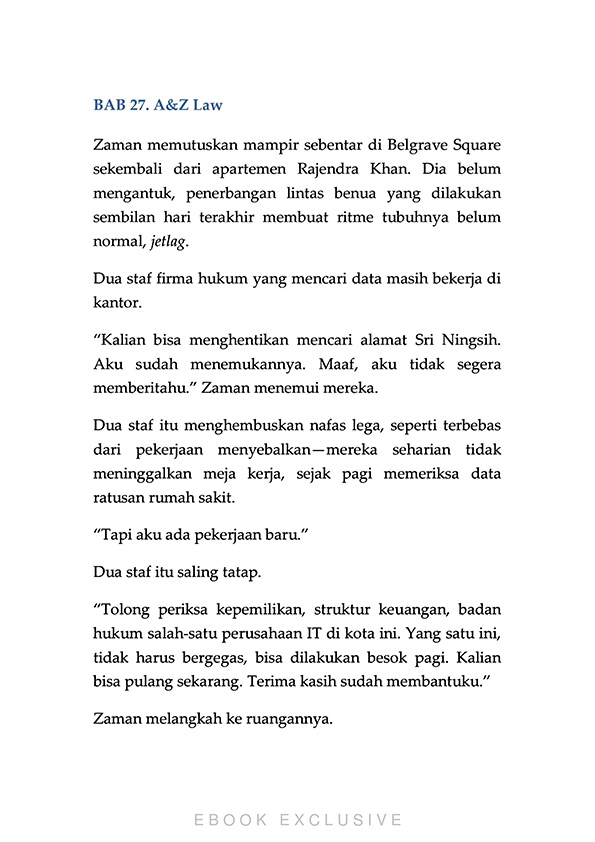 BAB 27. A&Z Law
Zaman memutuskan mampir sebentar di Belgrave Square
sekembali dari apartemen Rajendra Khan. Dia belum
mengantuk, penerbangan lintas benua yang dilakukan
sembilan hari terakhir membuat ritme tubuhnya belum
normal, jetlag.
Dua staf firma hukum yang mencari data masih bekerja di
kantor.
“Kalian bisa menghentikan mencari alamat Sri Ningsih.
Aku sudah menemukannya. Maaf, aku tidak segera
memberitahu.” Zaman menemui mereka.
Dua staf itu menghembuskan nafas lega, seperti terbebas
dari pekerjaan menyebalkan—mereka seharian tidak
meninggalkan meja kerja, sejak pagi memeriksa data
ratusan rumah sakit.
“Tapi aku ada pekerjaan baru.”
Dua staf itu saling tatap.
“Tolong periksa kepemilikan, struktur keuangan, badan
hukum salah-satu perusahaan IT di kota ini. Yang satu ini,
tidak harus bergegas, bisa dilakukan besok pagi. Kalian
bisa pulang sekarang. Terima kasih sudah membantuku.”
Zaman melangkah ke ruangannya.
EBOOK EXCLUSIVE